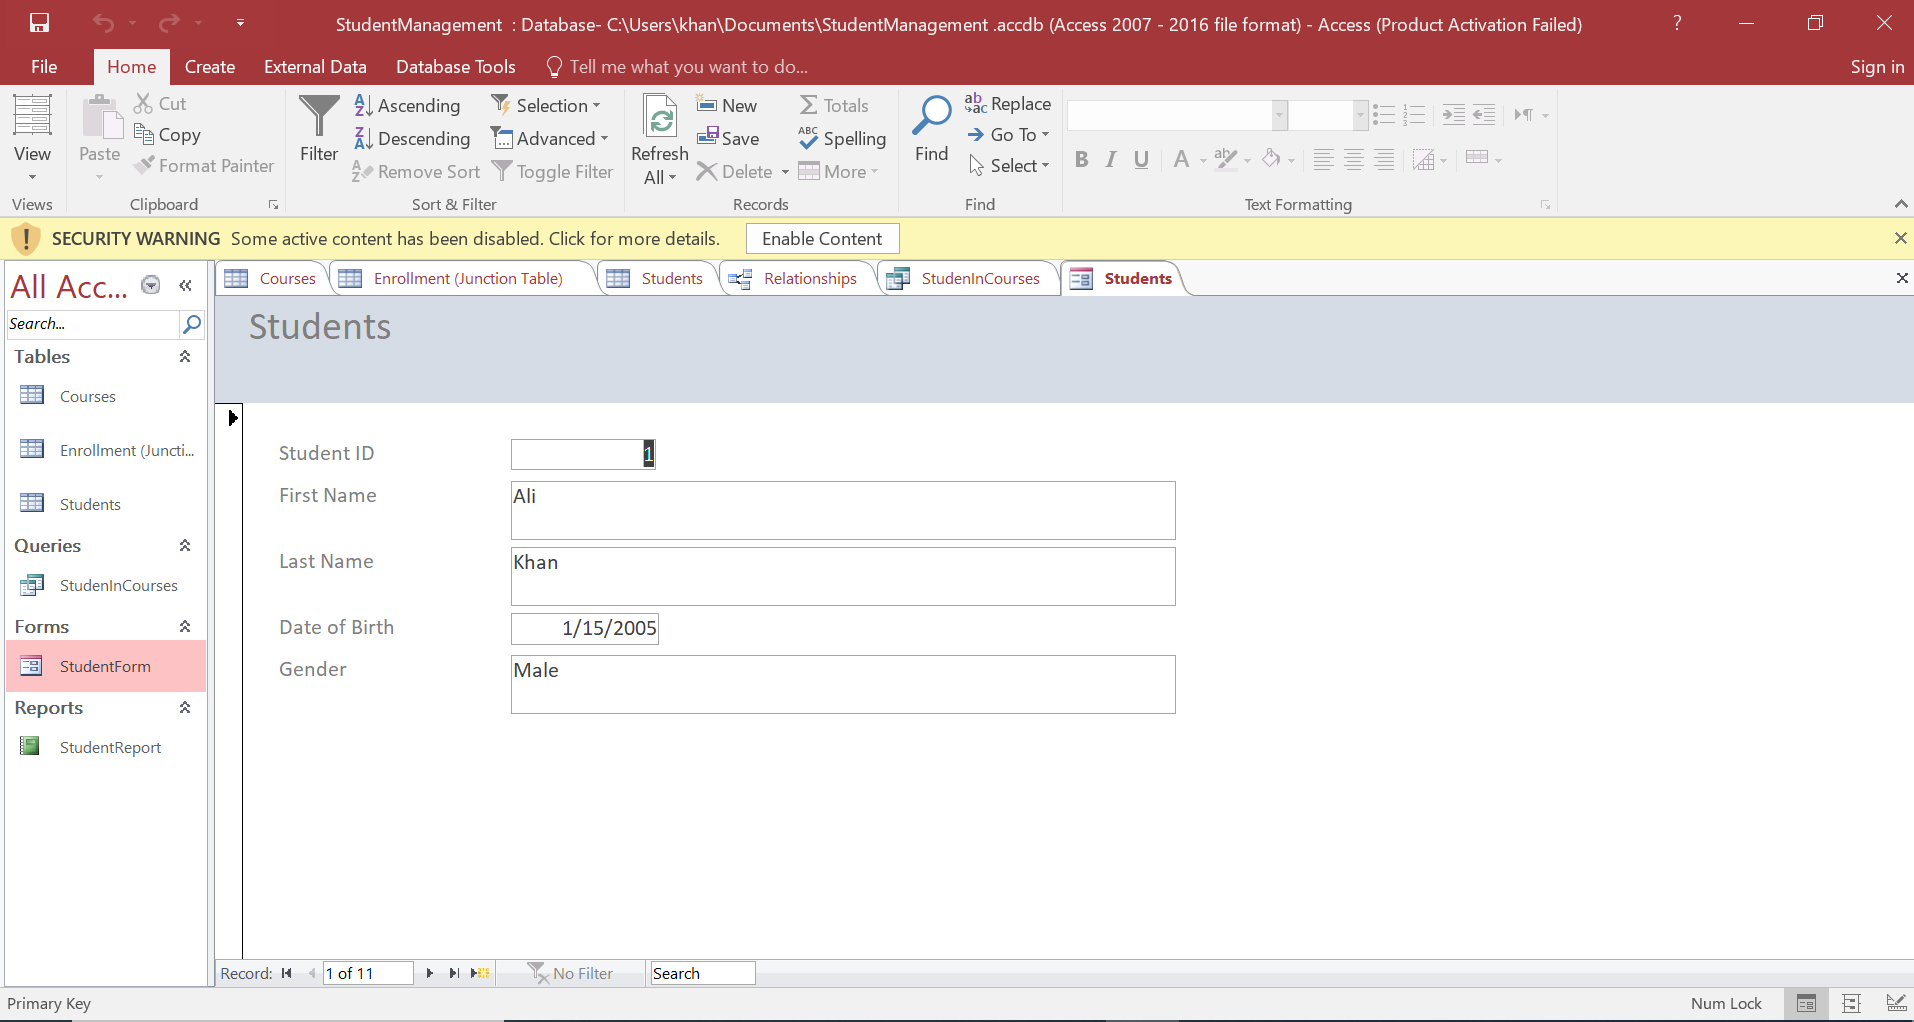 StudentManagement : Database- C:\Users\khan\Documents\StudentManagement .accdb (Access 2007 - 2016 file format) - Access (Product Activation Failed)
?
File Home Create External Data Database Tools Tell me what you want to do... Sign in
View
Paste
Cut
Copy
Format Painter
Filter
Ascending
Descending
Remove Sort
Selection
Advanced
Toggle Filter
Refresh
All
New
Save
Delete
Totals
Spelling
More
Find
Replace
Go To
Select
B I U A
Views Clipboard Sort & Filter Records Find Text Formatting
SECURITY WARNING Some active content has been disabled. Click for more details. Enable Content
All Acc...
Search...
Tables
Courses
Enrollment (Juncti...
Students
Queries
StudenInCourses
Forms
StudentForm
Reports
StudentReport
Courses Enrollment (Junction Table) Students Relationships StudenInCourses Students
Students
Student ID 1
First Name Ali
Last Name Khan
Date of Birth 1/15/2005
Gender Male
Record: 1 of 11 No Filter Search
Primary Key Num Lock